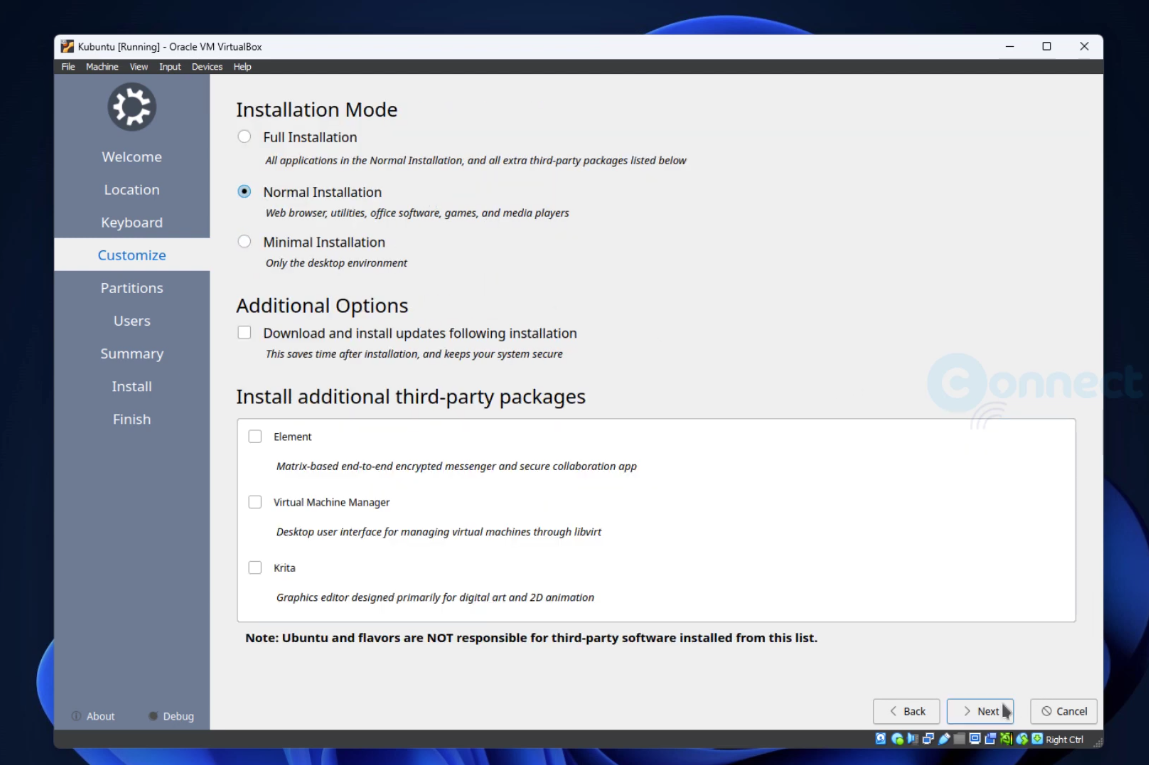 Kubuntu [Running] - Oracle VM VirtualBox
File Machine View Input Devices Help
Welcome
Location
Keyboard
Customize
Partitions
Users
Summary
Install
Finish
About Debug
Installation Mode
Full Installation
All applications in the Normal Installation, and all extra third-party packages listed below
Normal Installation
Web browser, utilities, office software, games, and media players
Minimal Installation
Only the desktop environment
Additional Options
Download and install updates following installation
This saves time after installation, and keeps your system secure
Install additional third-party packages
Element
Matrix-based end-to-end encrypted messenger and secure collaboration app
Virtual Machine Manager
Desktop user interface for managing virtual machines through libvirt
Krita
Graphics editor designed primarily for digital art and 2D animation
Note: Ubuntu and flavors are NOT responsible for third-party software installed from this list.
Connect
Back Next Cancel
Right Ctrl